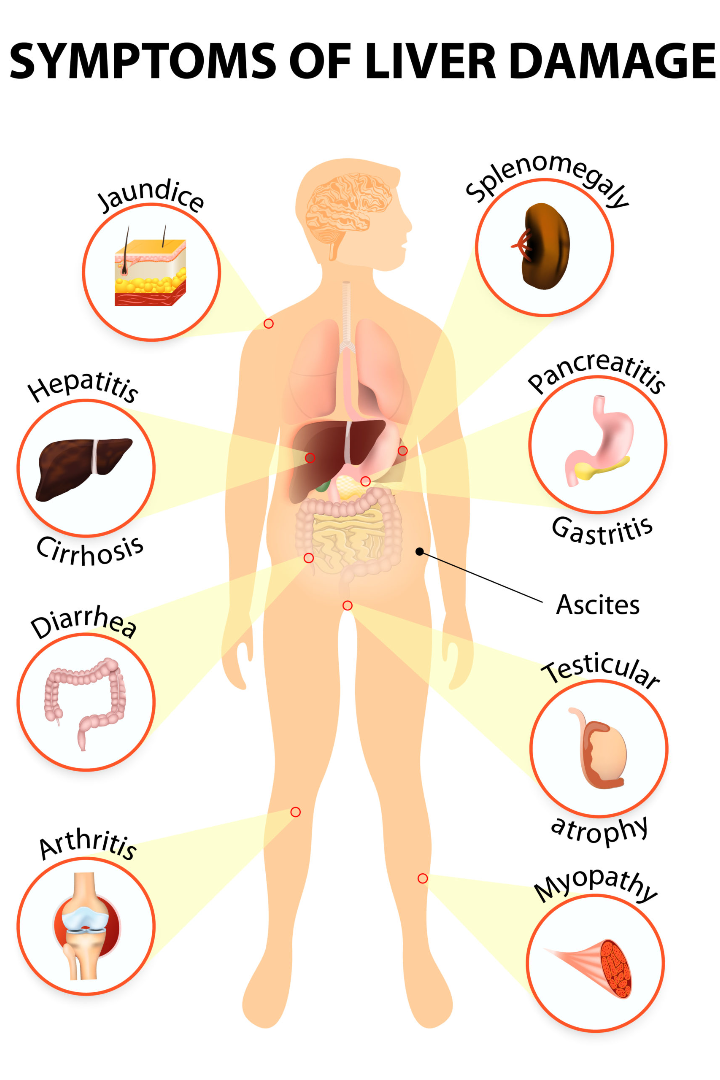 SYMPTOMS OF LIVER DAMAGE
Jaundice
Splenomegaly
Hepatitis
Cirrhosis
Pancreatitis
Gastritis
Ascites
Diarrhea
Testicular
atrophy
Arthritis
Myopathy